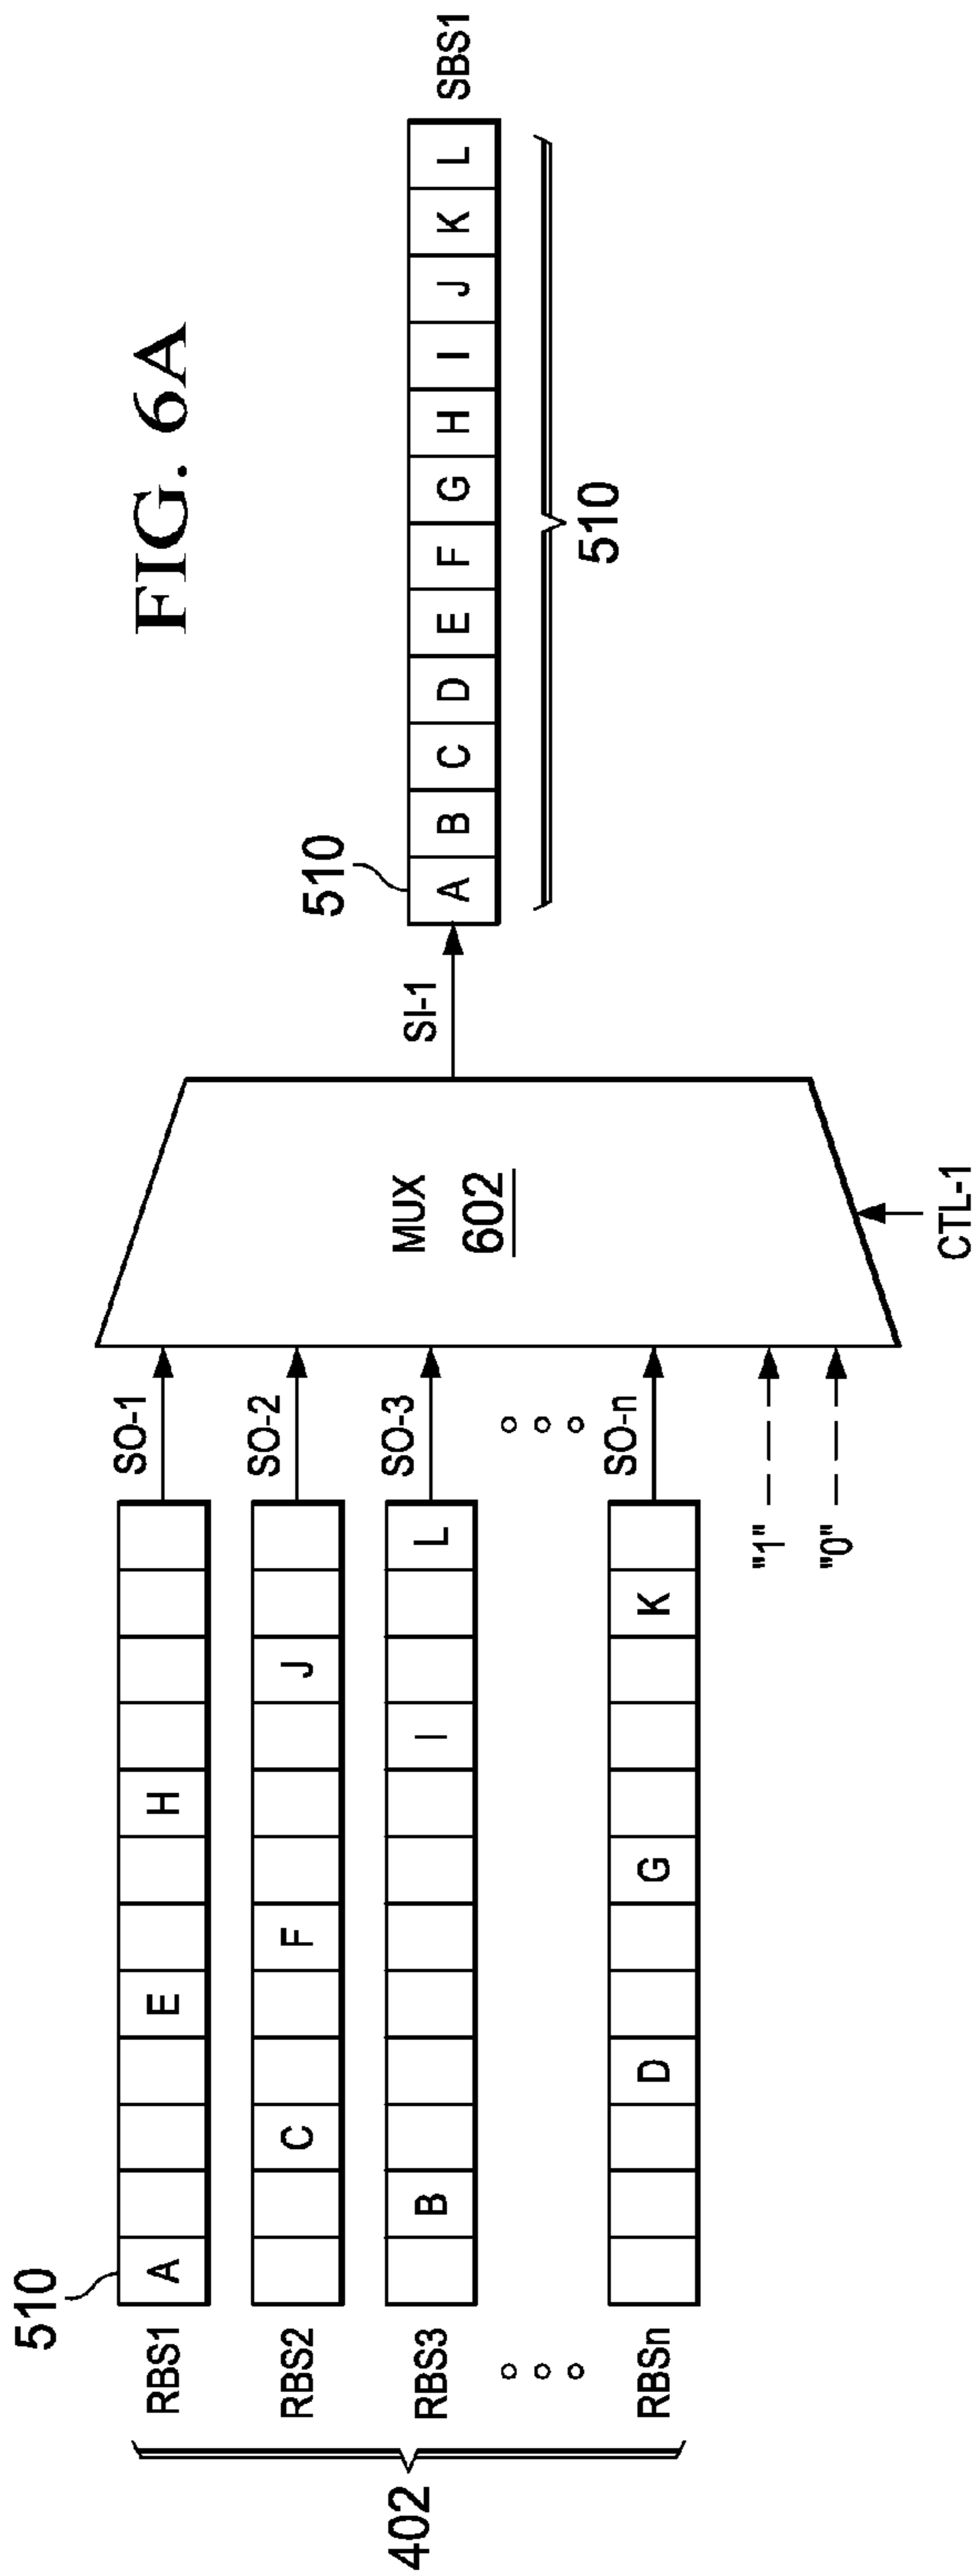 FIG. 6A
510
RBS1 A E H SO-1
RBS2 C F J SO-2
RBS3 B I L SO-3
RBSn D G K SO-n
402
"1"
"0"
MUX
602
CTL-1
SI-1
510
A B C D E F G H I J K L SBS1
510